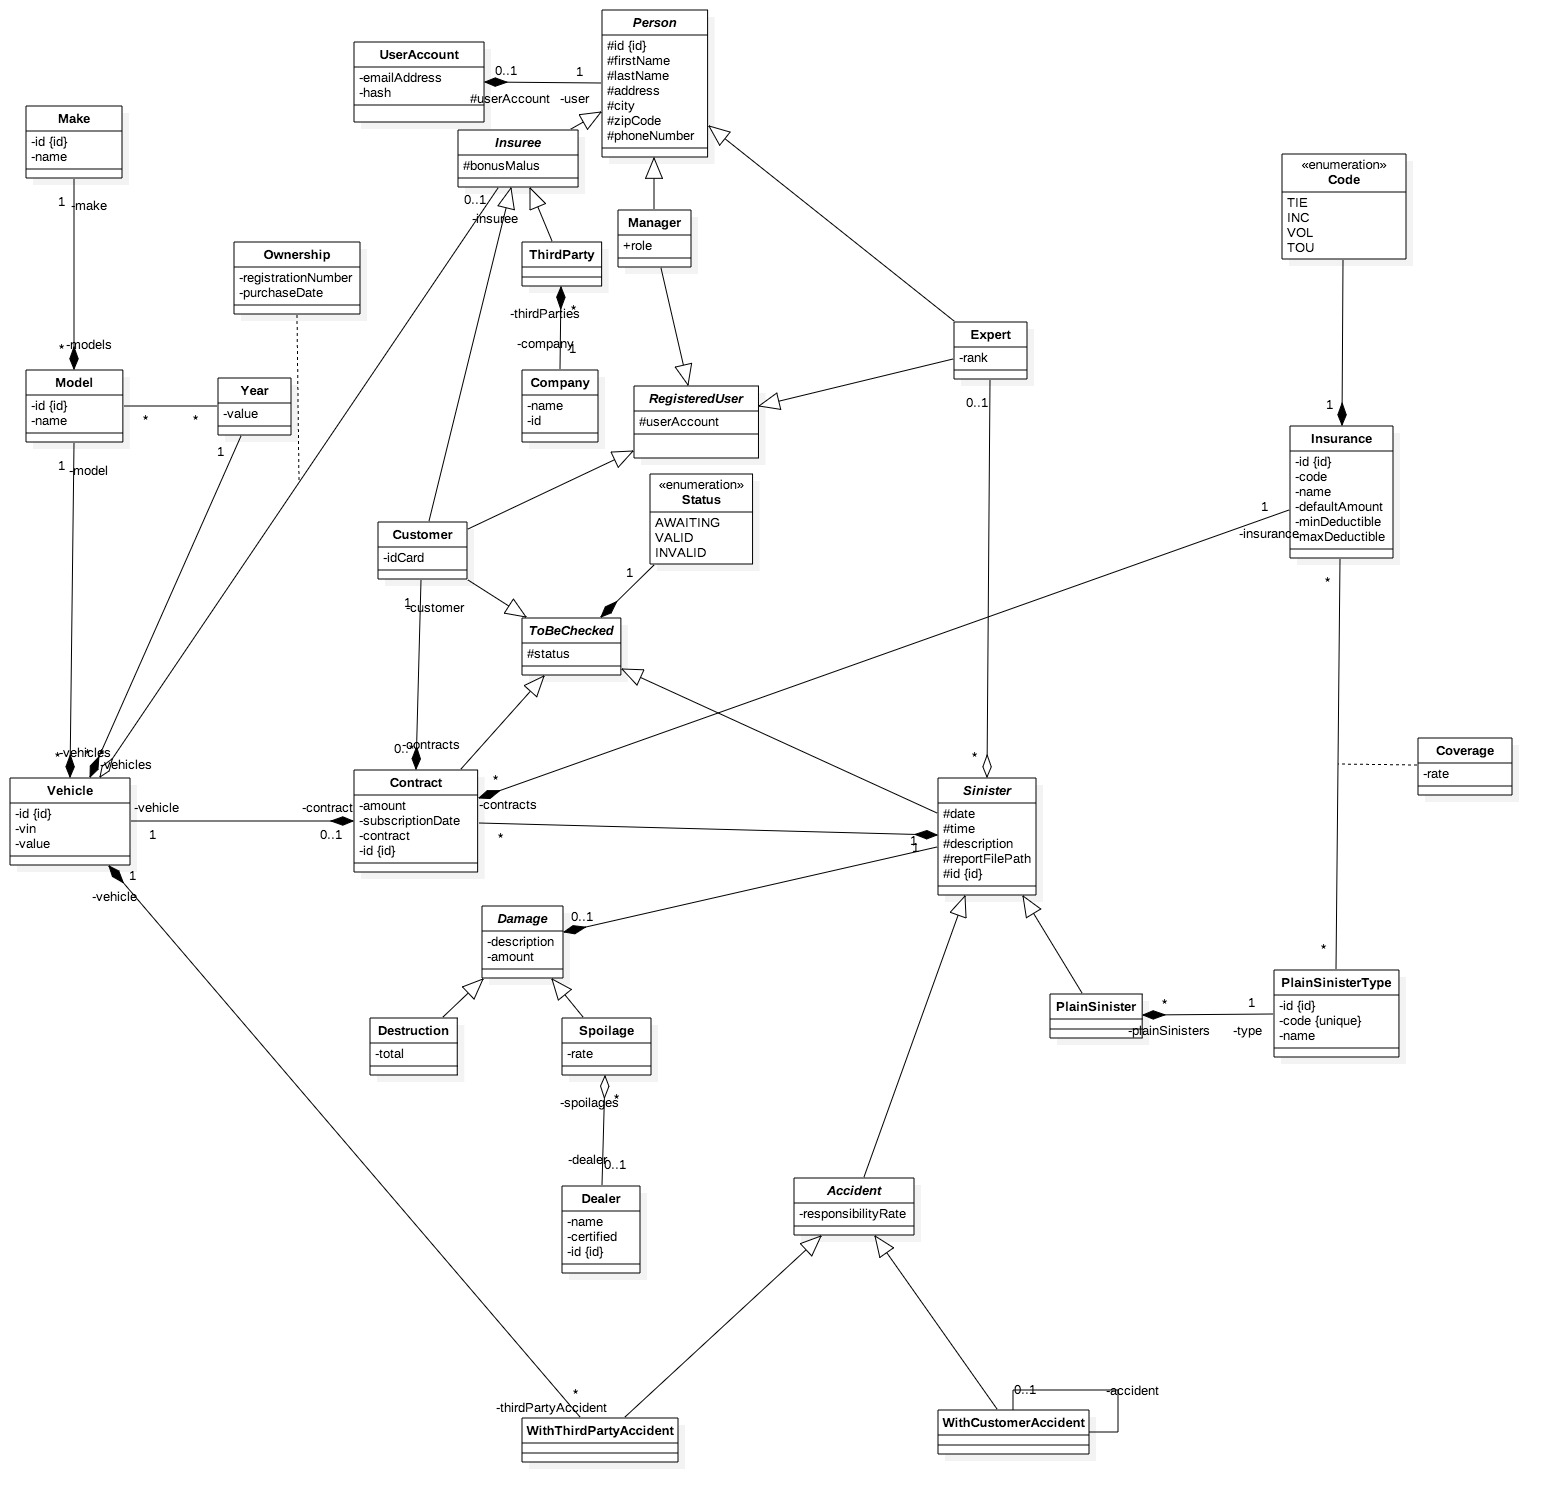 Person
#id {id}
#firstName
#lastName
#address
#city
#zipCode
#phoneNumber
UserAccount
-emailAddress
-hash
0..1
1
#userAccount
-user
Make
-id {id}
-name
1
-make
Insuree
#bonusMalus
0..1
-insuree
«enumeration»
Code
TIE
INC
VOL
TOU
Manager
+role
Ownership
-registrationNumber
-purchaseDate
ThirdParty
-thirdParties
*
-company
1
Expert
-rank
0..1
*
-models
Model
-id {id}
-name
*
*
Year
-value
1
Company
-name
-id
RegisteredUser
#userAccount
1
Insurance
-id {id}
-code
-name
-defaultAmount
-minDeductible
-maxDeductible
1
-insurance
*
1
-model
«enumeration»
Status
AWAITING
VALID
INVALID
1
Customer
-idCard
1
-customer
ToBeChecked
#status
*
-vehicles
*
*
-vehicles
0..*
-contracts
*
-contracts
*
Coverage
-rate
Vehicle
-id {id}
-vin
-value
-vehicle
1
-contract
0..1
Contract
-amount
-subscriptionDate
-contract
-id {id}
*
1
1
Sinister
#date
#time
#description
#reportFilePath
#id {id}
1
-vehicle
Damage
-description
-amount
0..1
*
Destruction
-total
Spoilage
-rate
PlainSinister
*
-plainSinisters
1
-type
PlainSinisterType
-id {id}
-code {unique}
-name
-spoilages
*
-dealer
0..1
Dealer
-name
-certified
-id {id}
Accident
-responsibilityRate
*
-thirdPartyAccident
WithThirdPartyAccident
0..1
-accident
WithCustomerAccident